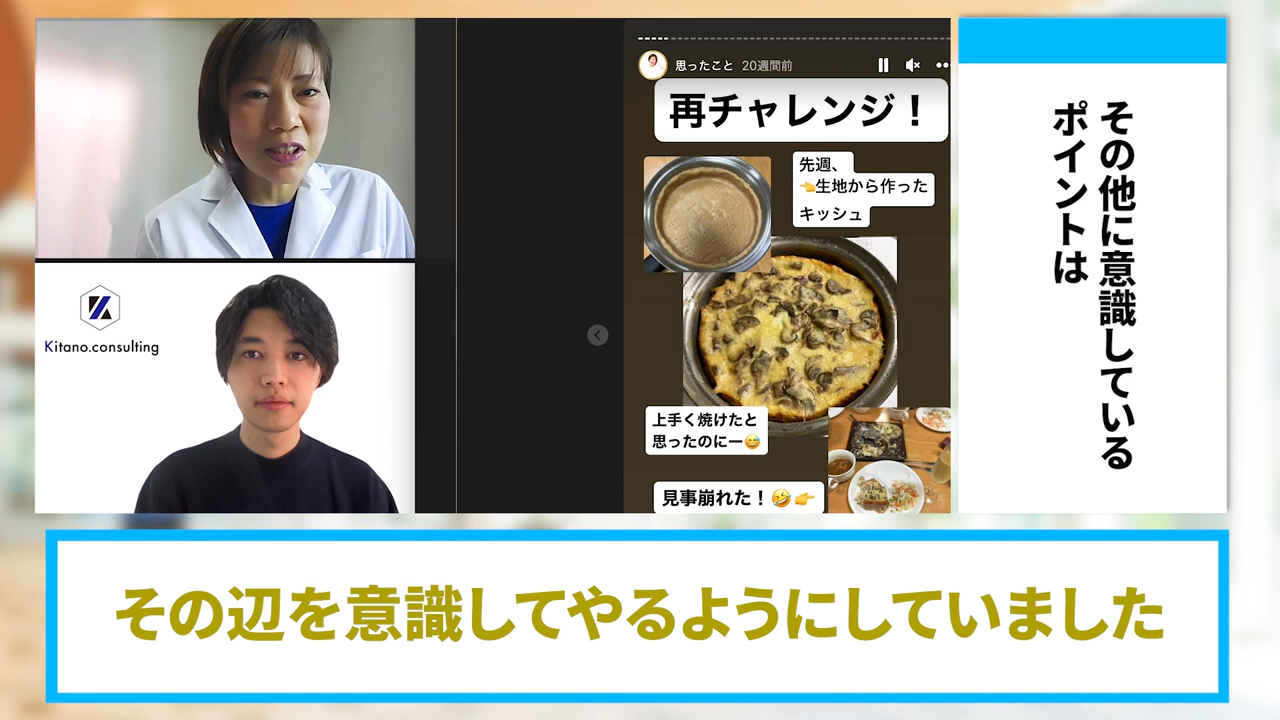 Kitano.consulting
思ったこと 20週間前
再チャレンジ！
先週、
👈生地から作った
キッシュ
上手く焼けたと
思ったのにー😅
見事崩れた！🤣👉
その他に意識している
ポイントは
その辺を意識してやるようにしていました